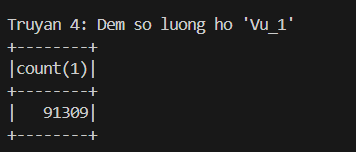 Truyan 4: Dem so luong ho 'Vu_1'
+--------+
|count(1)|
+--------+
|   91309|
+--------+